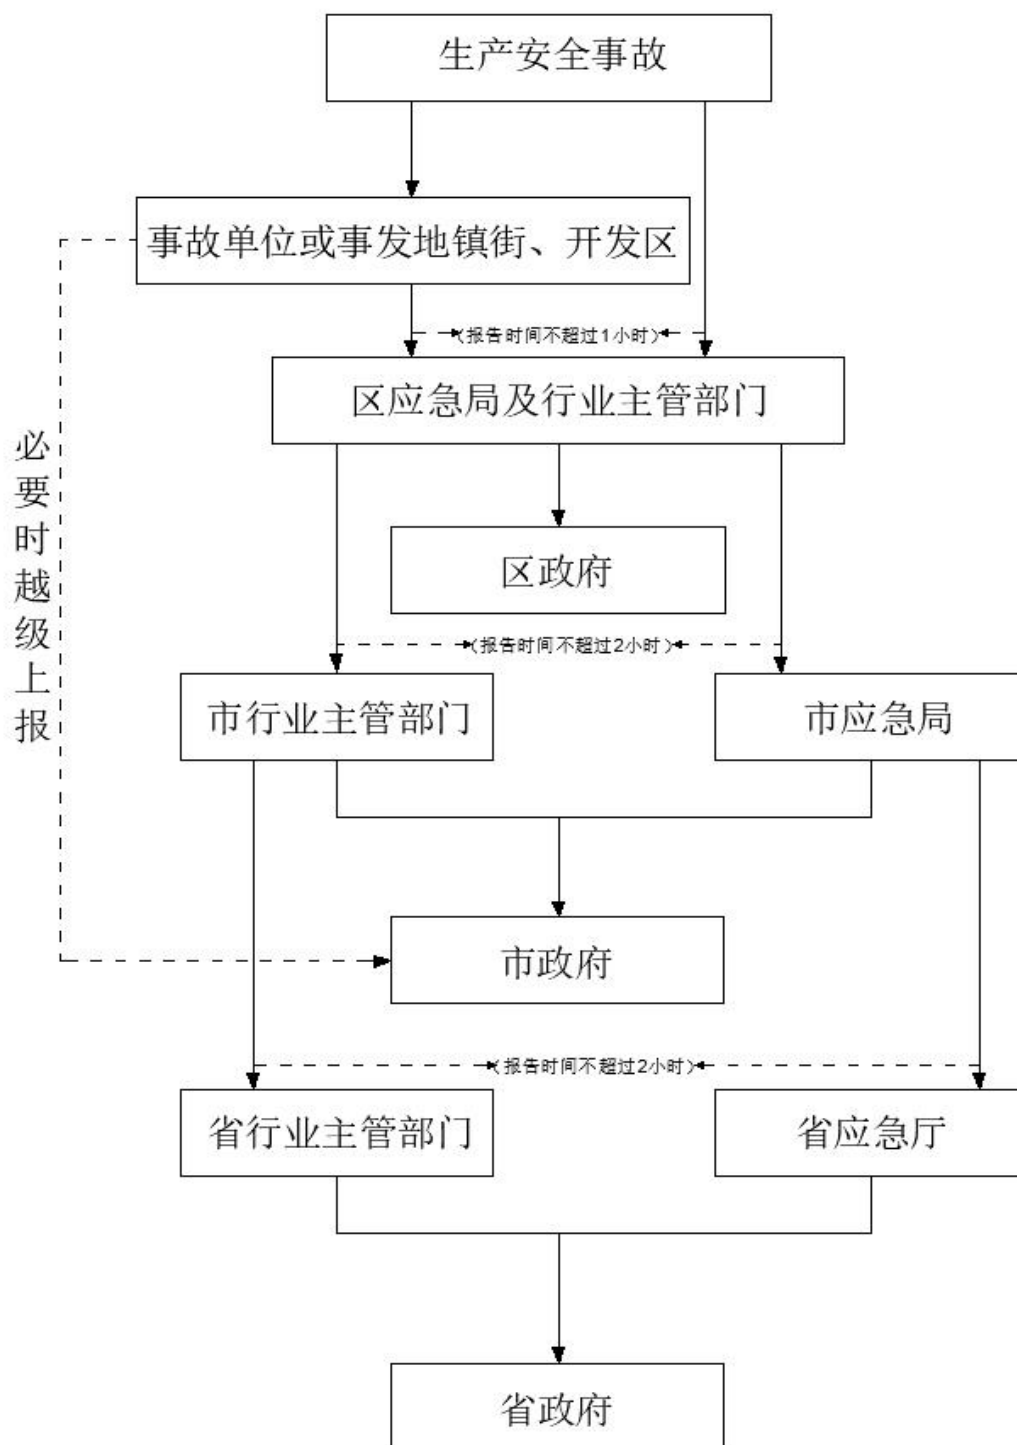 生产安全事故
事故单位或事发地镇街、开发区
(报告时间不超过1小时)
区应急局及行业主管部门
必要时越级上报
区政府
(报告时间不超过2小时)
市行业主管部门
市应急局
市政府
(报告时间不超过2小时)
省行业主管部门
省应急厅
省政府